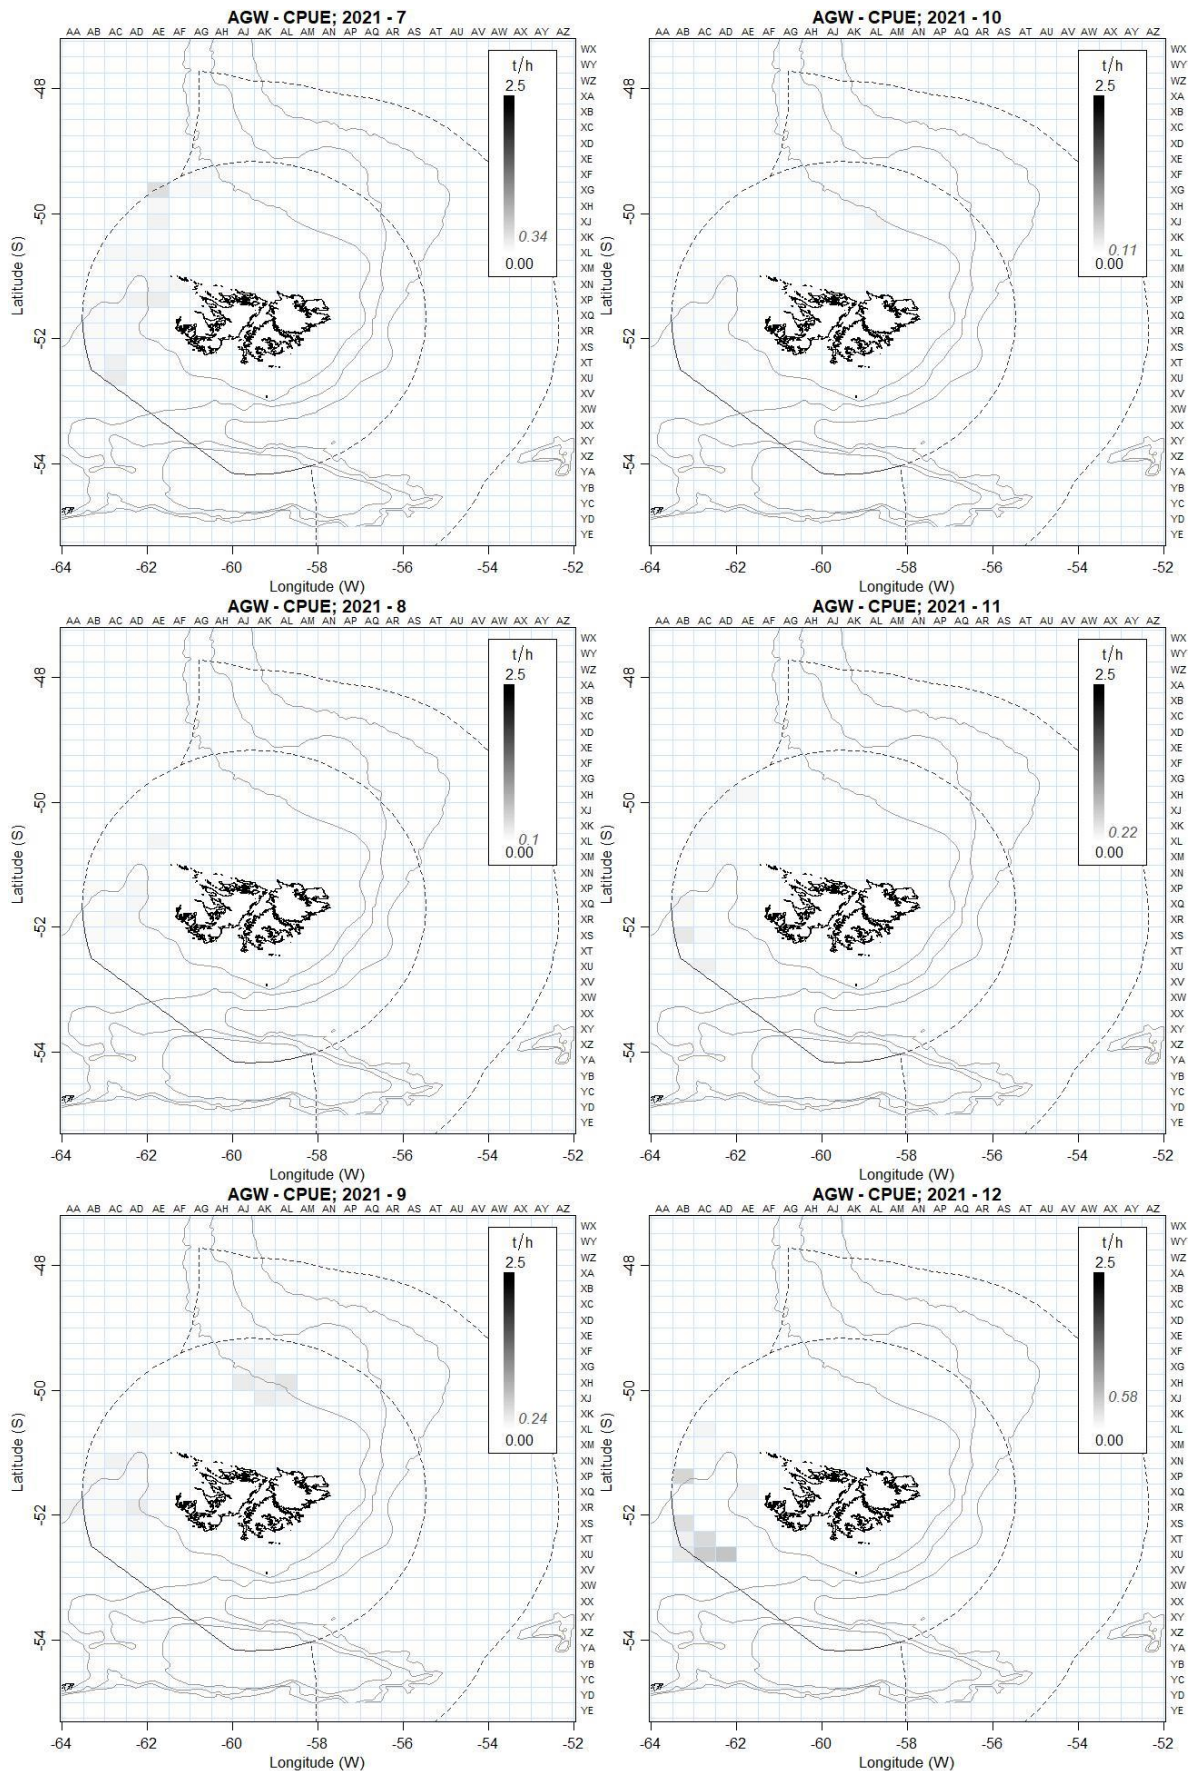 AGW - CPUE; 2021 - 7
AA AB AC AD AE AF AG AH AJ AK AL AM AN AP AQ AR AS AT AU AV AW AX AY AZ
WX
WY
WZ
XA
XB
XC
XD
XE
XF
XG
XH
XJ
XK
XL
XM
XN
XP
XQ
XR
XS
XT
XU
XV
XW
XX
XY
XZ
YA
YB
YC
YD
YE
t/h
2.5
0.34
0.00
-48
-50
-52
-54
Latitude (S)
-64 -62 -60 -58 -56 -54 -52
Longitude (W)
AGW - CPUE; 2021 - 10
AA AB AC AD AE AF AG AH AJ AK AL AM AN AP AQ AR AS AT AU AV AW AX AY AZ
WX
WY
WZ
XA
XB
XC
XD
XE
XF
XG
XH
XJ
XK
XL
XM
XN
XP
XQ
XR
XS
XT
XU
XV
XW
XX
XY
XZ
YA
YB
YC
YD
YE
t/h
2.5
0.11
0.00
-48
-50
-52
-54
Latitude (S)
-64 -62 -60 -58 -56 -54 -52
Longitude (W)
AGW - CPUE; 2021 - 8
AA AB AC AD AE AF AG AH AJ AK AL AM AN AP AQ AR AS AT AU AV AW AX AY AZ
WX
WY
WZ
XA
XB
XC
XD
XE
XF
XG
XH
XJ
XK
XL
XM
XN
XP
XQ
XR
XS
XT
XU
XV
XW
XX
XY
XZ
YA
YB
YC
YD
YE
t/h
2.5
0.1
0.00
-48
-50
-52
-54
Latitude (S)
-64 -62 -60 -58 -56 -54 -52
Longitude (W)
AGW - CPUE; 2021 - 11
AA AB AC AD AE AF AG AH AJ AK AL AM AN AP AQ AR AS AT AU AV AW AX AY AZ
WX
WY
WZ
XA
XB
XC
XD
XE
XF
XG
XH
XJ
XK
XL
XM
XN
XP
XQ
XR
XS
XT
XU
XV
XW
XX
XY
XZ
YA
YB
YC
YD
YE
t/h
2.5
0.22
0.00
-48
-50
-52
-54
Latitude (S)
-64 -62 -60 -58 -56 -54 -52
Longitude (W)
AGW - CPUE; 2021 - 9
AA AB AC AD AE AF AG AH AJ AK AL AM AN AP AQ AR AS AT AU AV AW AX AY AZ
WX
WY
WZ
XA
XB
XC
XD
XE
XF
XG
XH
XJ
XK
XL
XM
XN
XP
XQ
XR
XS
XT
XU
XV
XW
XX
XY
XZ
YA
YB
YC
YD
YE
t/h
2.5
0.24
0.00
-48
-50
-52
-54
Latitude (S)
-64 -62 -60 -58 -56 -54 -52
Longitude (W)
AGW - CPUE; 2021 - 12
AA AB AC AD AE AF AG AH AJ AK AL AM AN AP AQ AR AS AT AU AV AW AX AY AZ
WX
WY
WZ
XA
XB
XC
XD
XE
XF
XG
XH
XJ
XK
XL
XM
XN
XP
XQ
XR
XS
XT
XU
XV
XW
XX
XY
XZ
YA
YB
YC
YD
YE
t/h
2.5
0.58
0.00
-48
-50
-52
-54
Latitude (S)
-64 -62 -60 -58 -56 -54 -52
Longitude (W)